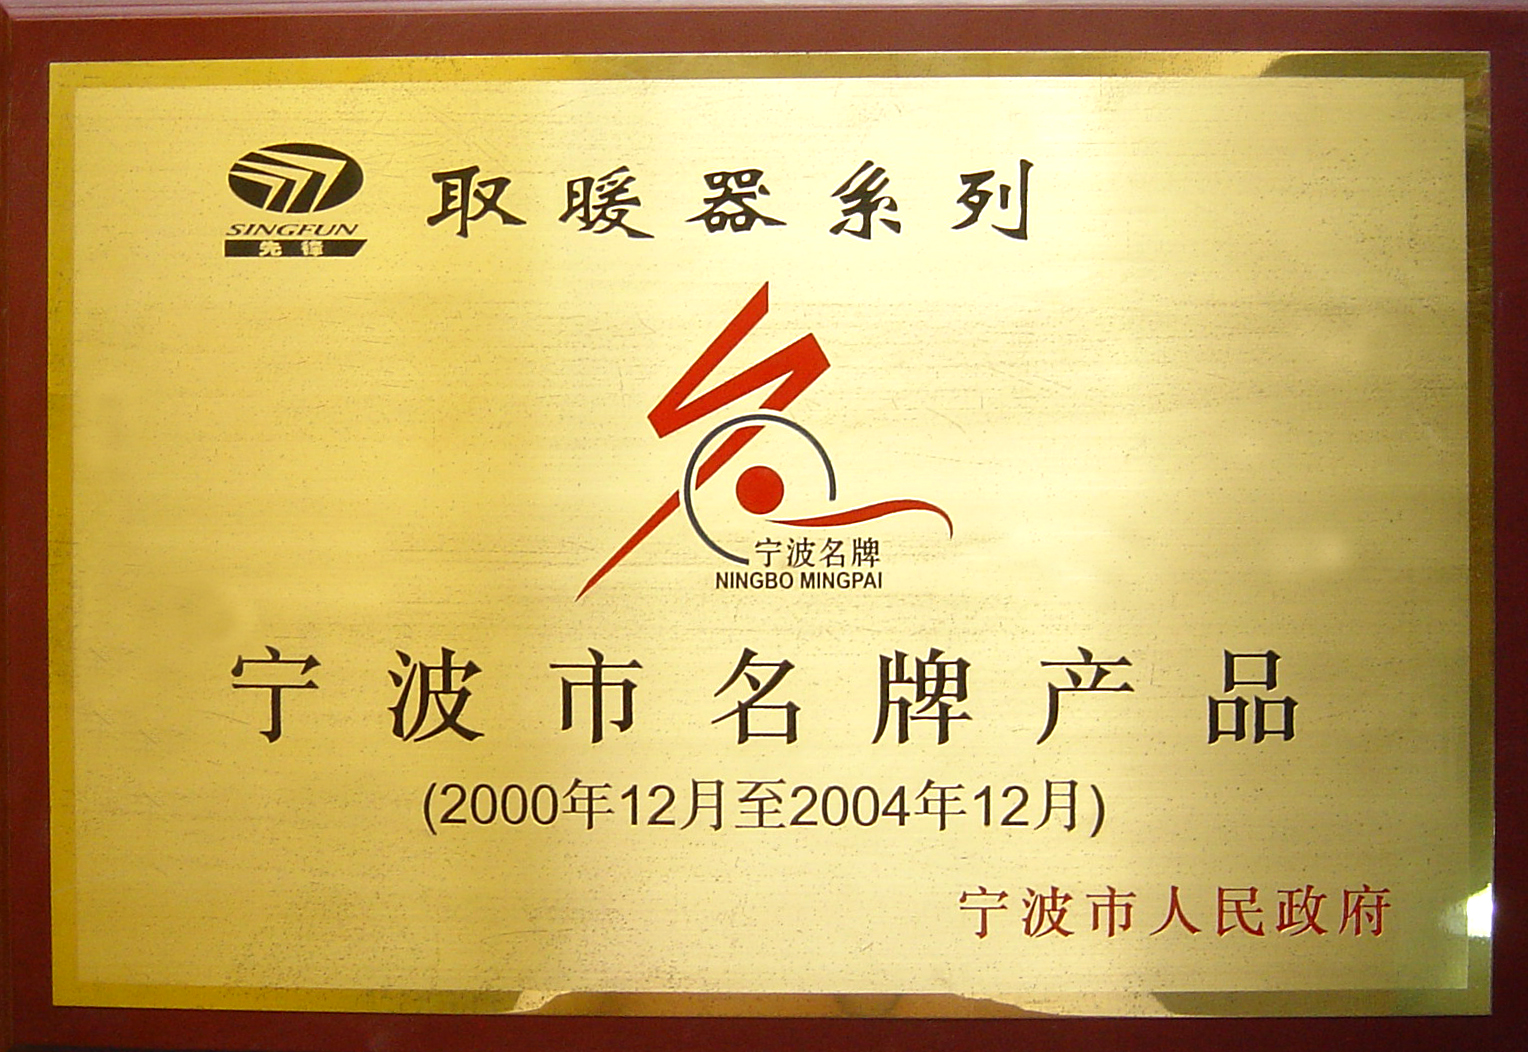 SINGFUN
先锋
取暖器系列
宁波名牌
NINGBO MINGPAI
宁波市名牌产品
(2000年12月至2004年12月)
宁波市人民政府